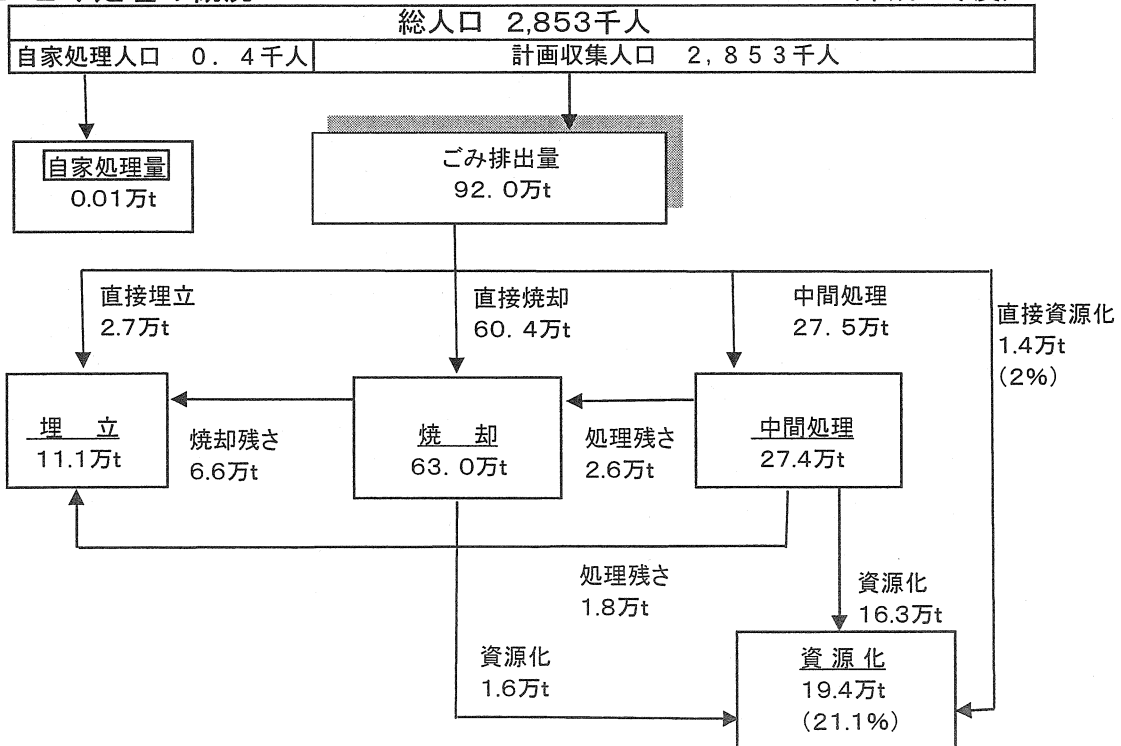 総人口 2,853千人
自家処理人口 0.4千人
計画収集人口 2,853千人
自家処理量
0.01万t
ごみ排出量
92.0万t
直接埋立
2.7万t
直接焼却
60.4万t
中間処理
27.5万t
直接資源化
1.4万t
(2%)
埋 立
11.1万t
焼却残さ
6.6万t
焼 却
63.0万t
処理残さ
2.6万t
中間処理
27.4万t
処理残さ
1.8万t
資源化
16.3万t
資源化
1.6万t
資源化
19.4万t
(21.1%)